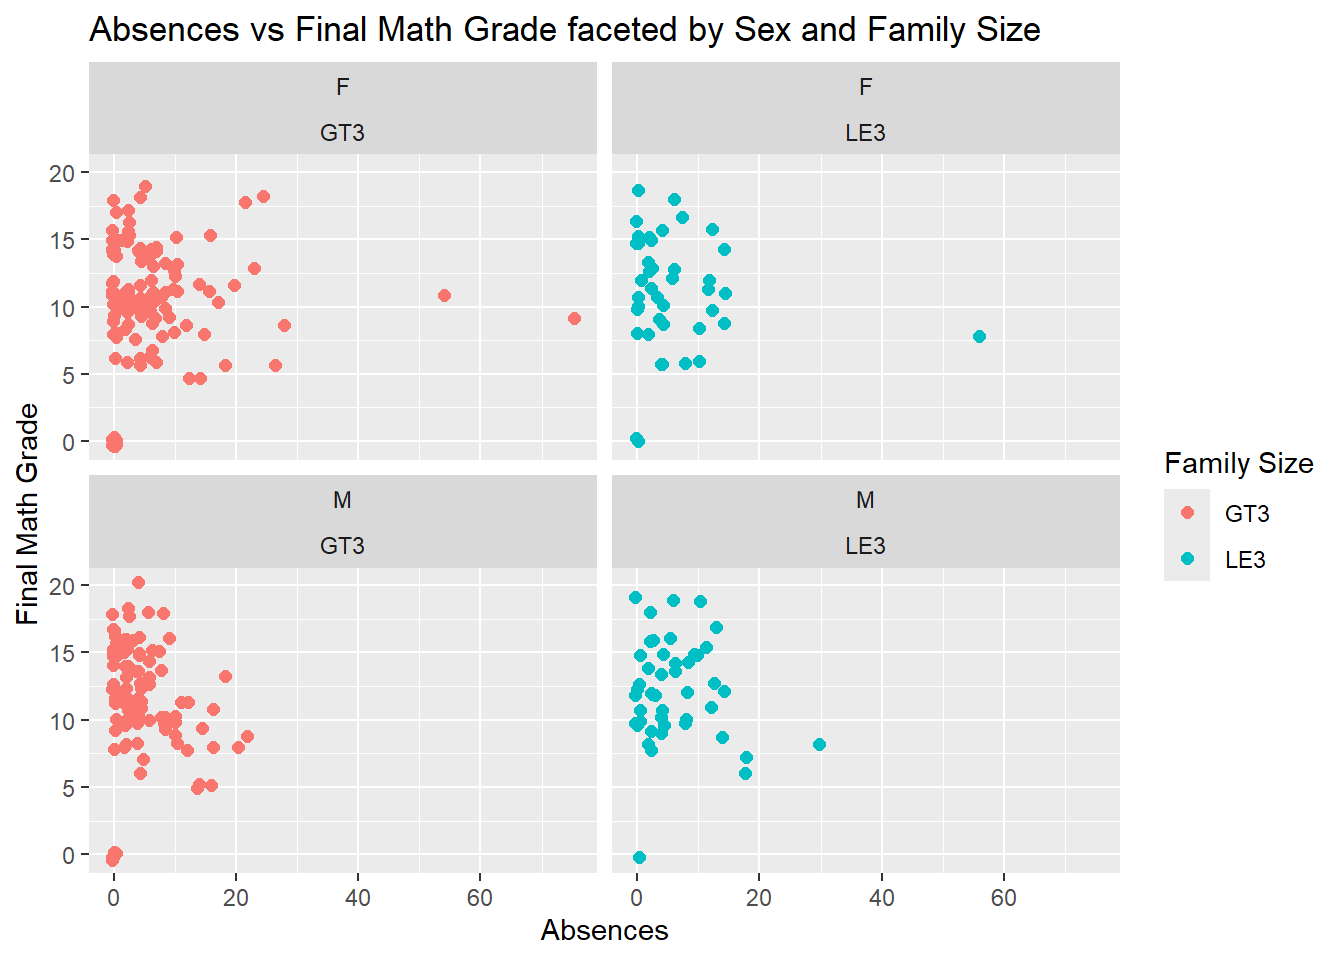 Absences vs Final Math Grade faceted by Sex and Family Size
F
GT3
F
LE3
20
15
10
5
0
M
GT3
M
LE3
20
15
10
5
0
0 20 40 60
0 20 40 60
Absences
Final Math Grade
Family Size
GT3
LE3